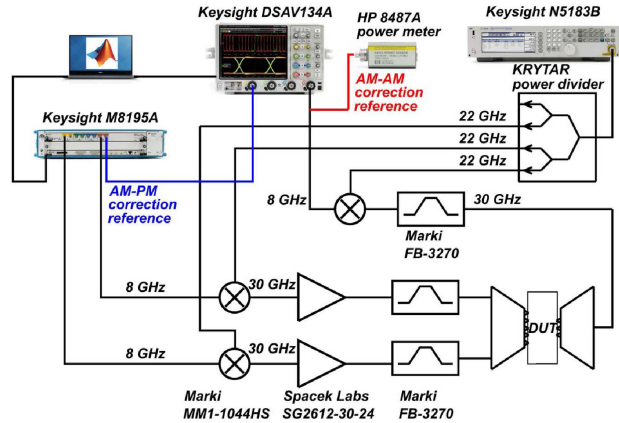 Keysight DSAV134A
HP 8487A
power meter
Keysight N5183B
AM-AM
correction
reference
KRYTAR
power divider
Keysight M8195A
22 GHz
22 GHz
22 GHz
AM-PM
correction
reference
8 GHz
30 GHz
Marki
FB-3270
8 GHz
30 GHz
DUT
8 GHz
30 GHz
Marki
MM1-1044HS
Spacek Labs
SG2612-30-24
Marki
FB-3270